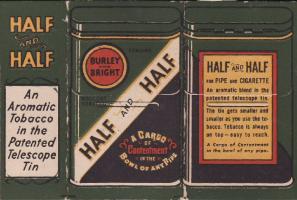 HALF
AND
HALF
An
Aromatic
Tobacco
in the
Patented
Telescope
Tin
BURLEY
AND
BRIGHT
HALF AND HALF
A CARGO
OF
Contentment
IN THE
BOWL OF ANY PIPE
HALF AND HALF
FOR PIPE AND CIGARETTE
An aromatic blend in the
patented telescope tin.
The tin gets smaller and
smaller as you use the to-
bacco. Tobacco is always
on top — easy to reach.
A Cargo of Contentment
in the bowl of any pipe.